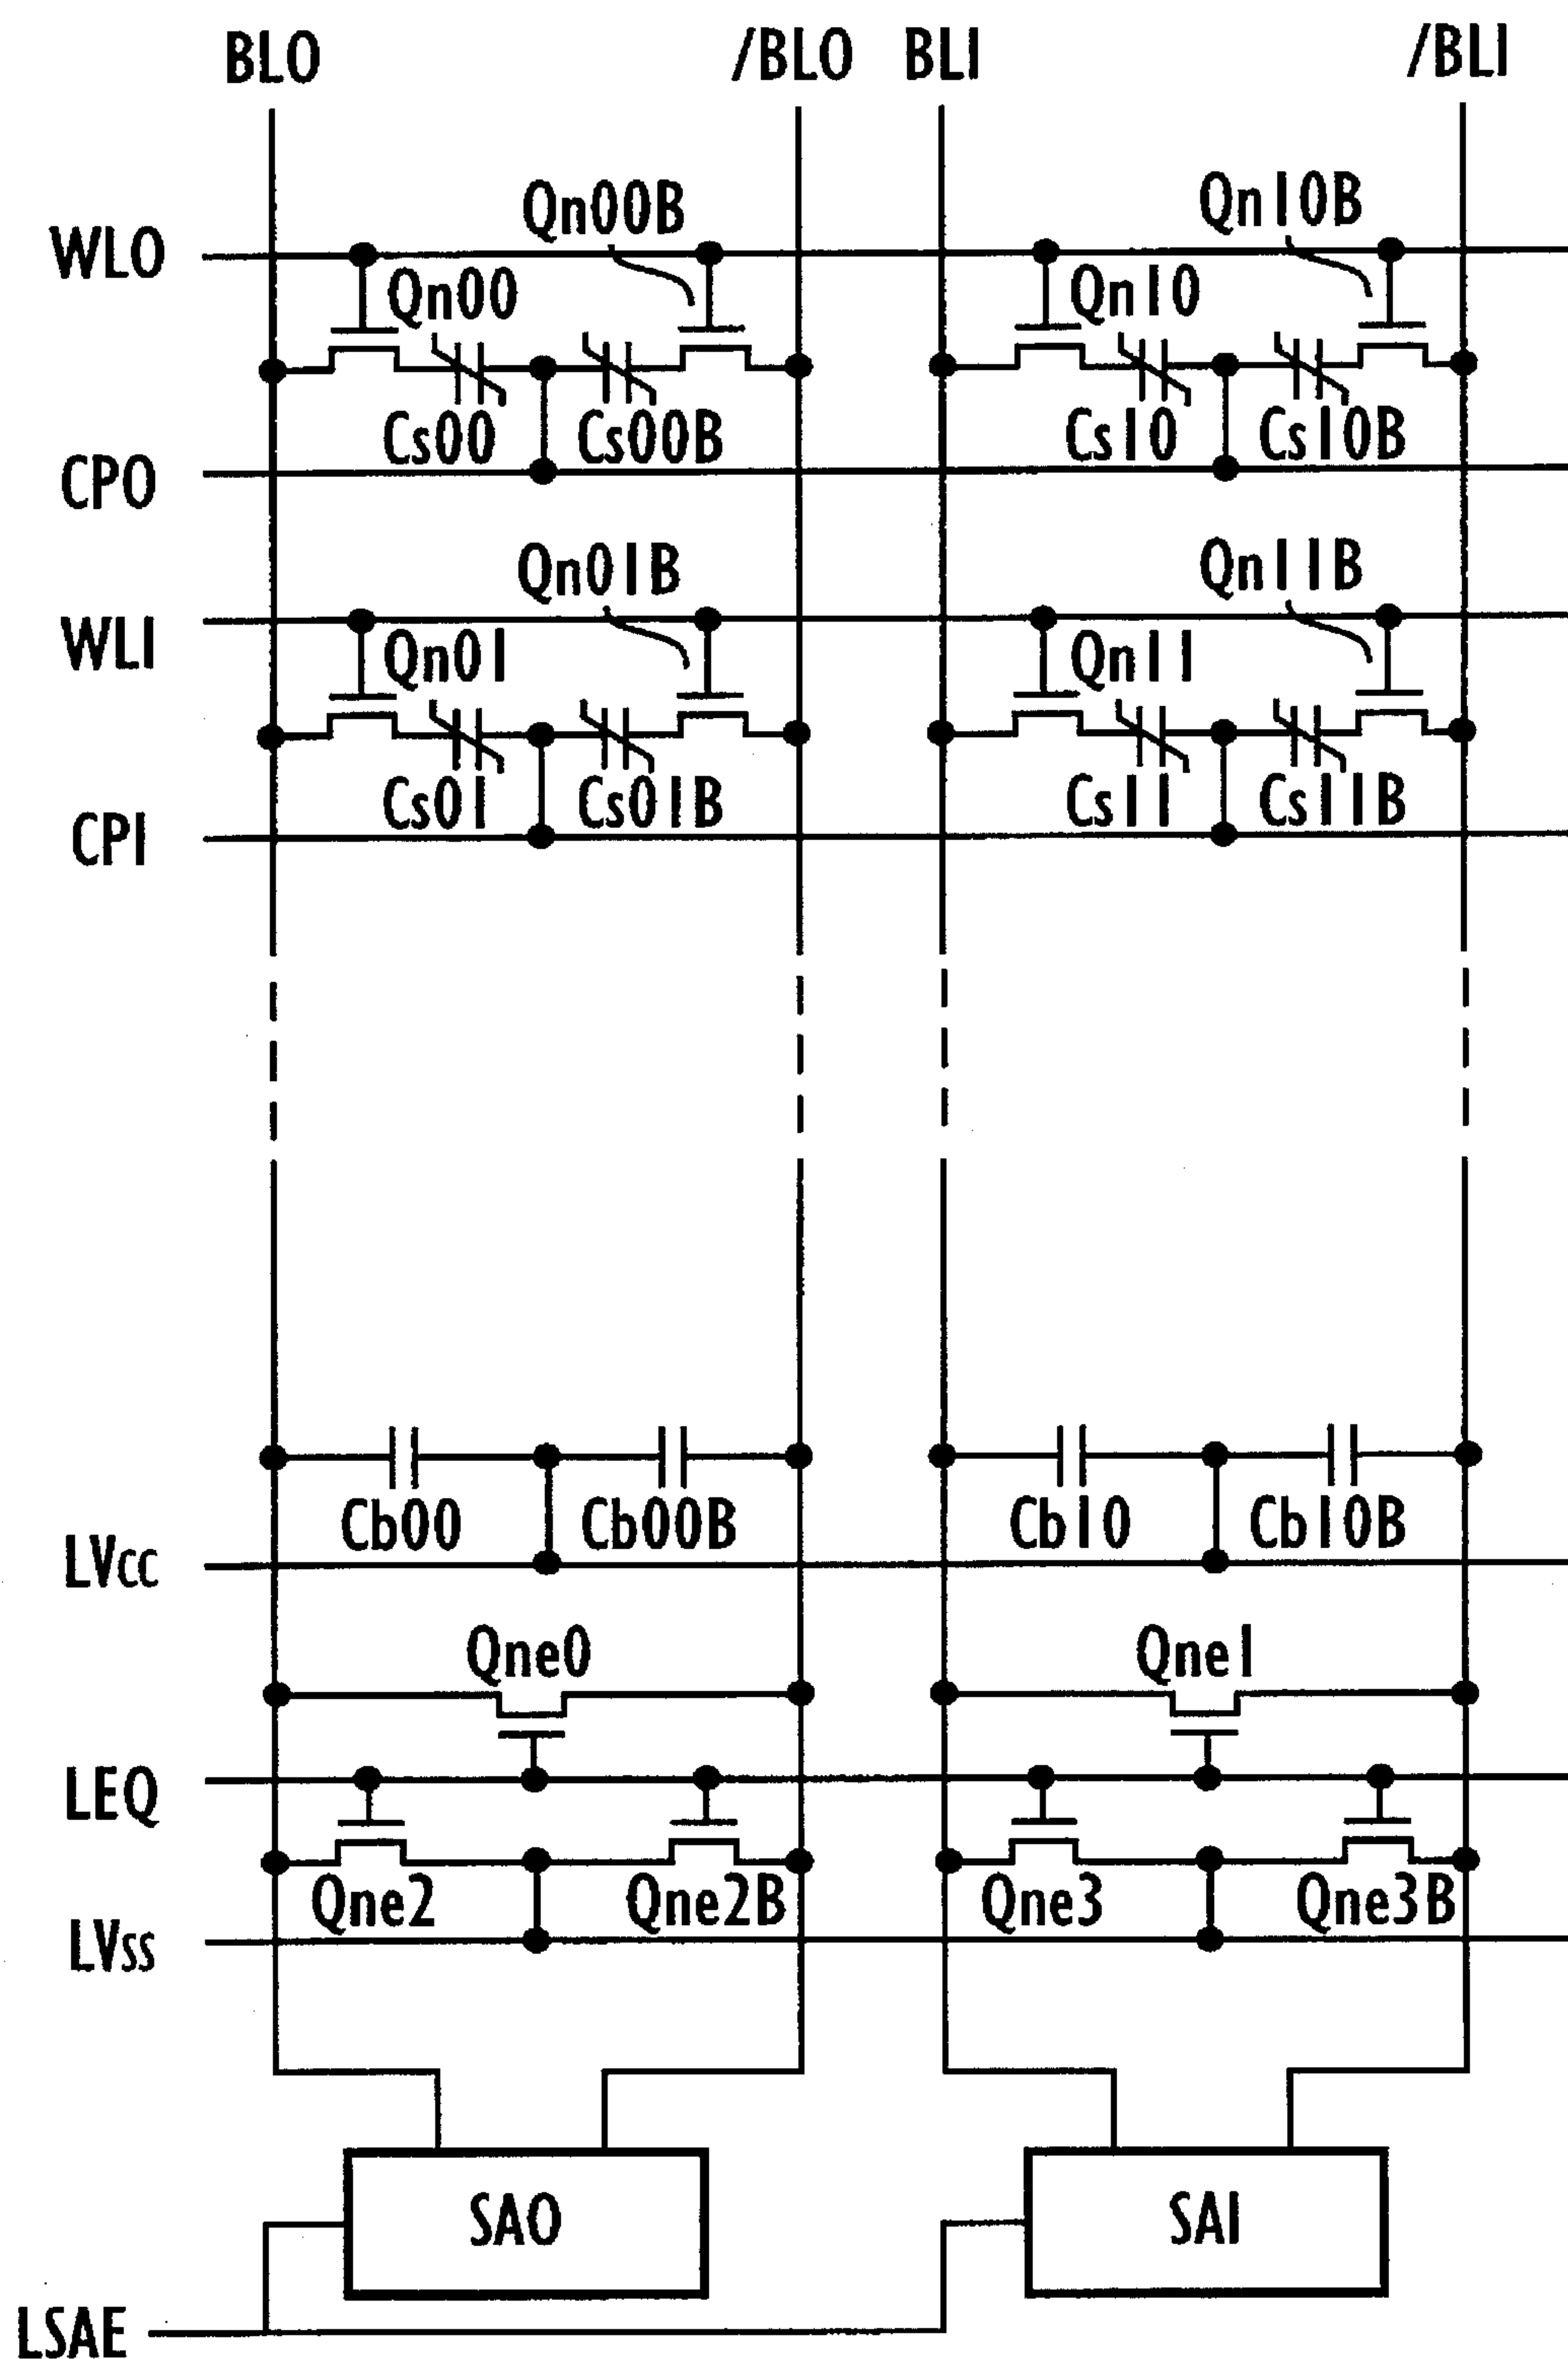 BL0 /BL0 BL1 /BL1
Qn00B Qn10B
WL0
Qn00 Qn10
Cs00 Cs00B Cs10 Cs10B
CP0
Qn01B Qn11B
WL1
Qn01 Qn11
Cs01 Cs01B Cs11 Cs11B
CP1
Cb00 Cb00B Cb10 Cb10B
LVCC
Qne0 Qne1
LEQ
Qne2 Qne2B Qne3 Qne3B
LVSS
SA0 SA1
LSAE